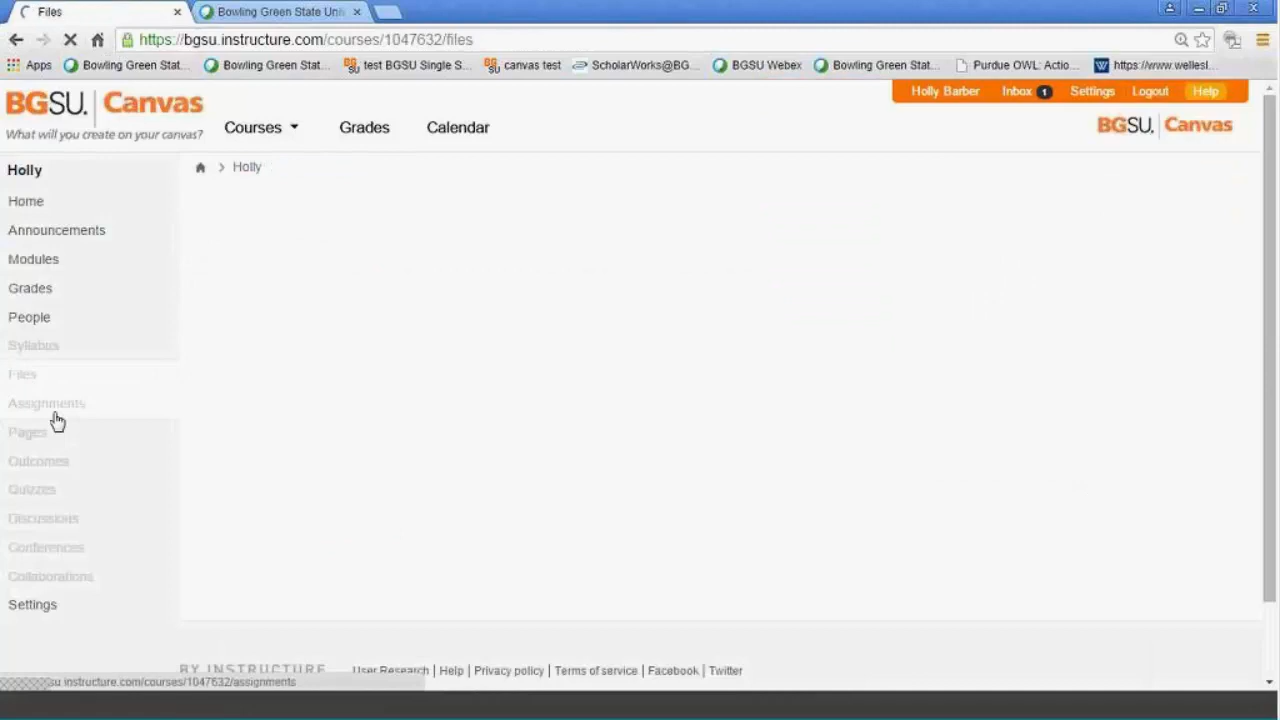 Files
Bowling Green State Uni
https://bgsu.instructure.com/courses/1047632/files
Apps Bowling Green Stat... Bowling Green Stat... test BGSU Single S... canvas test ScholarWorks@BG... BGSU Webex Bowling Green Stat... Purdue OWL: Actio... https://www.wellesl...
BGSU. Canvas
What will you create on your canvas?
Courses Grades Calendar
Holly Barber Inbox 1 Settings Logout Help
BGSU. Canvas
Holly
Home
Announcements
Modules
Grades
People
Syllabus
Files
Assignments
Pages
Outcomes
Quizzes
Discussions
Conferences
Collaborations
Settings
> Holly
BY INSTRUCTURE User Research | Help | Privacy policy | Terms of service | Facebook | Twitter
su.instructure.com/courses/1047632/assignments